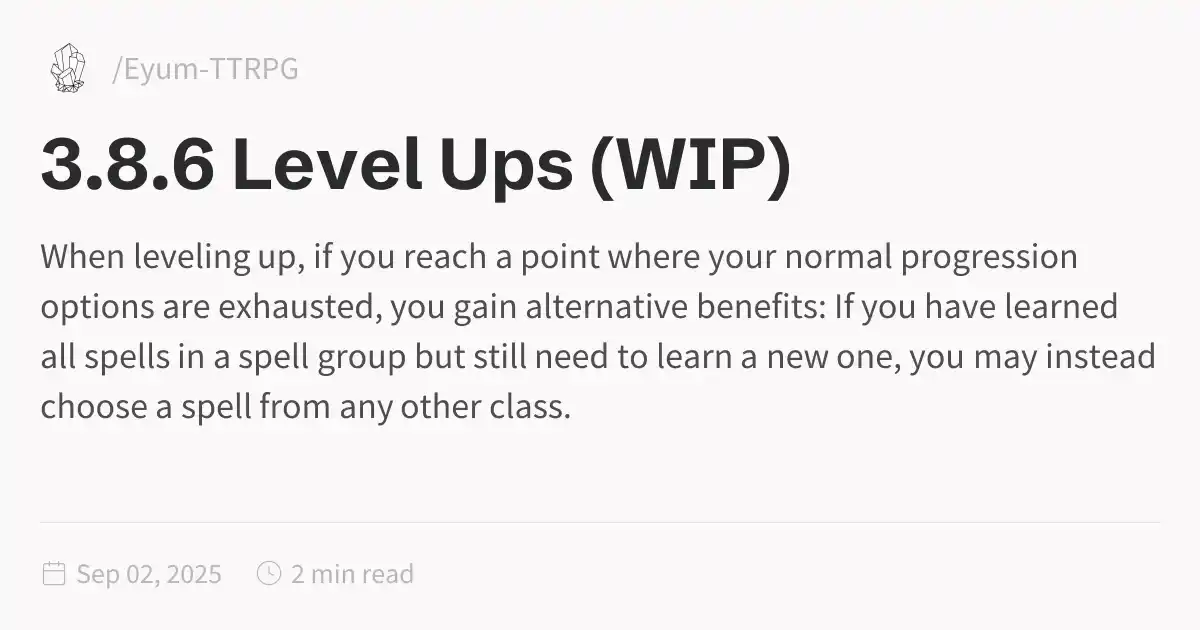 /Eyum-TTRPG
3.8.6 Level Ups (WIP)
When leveling up, if you reach a point where your normal progression
options are exhausted, you gain alternative benefits: If you have learned
all spells in a spell group but still need to learn a new one, you may instead
choose a spell from any other class.
Sep 02, 2025 2 min read